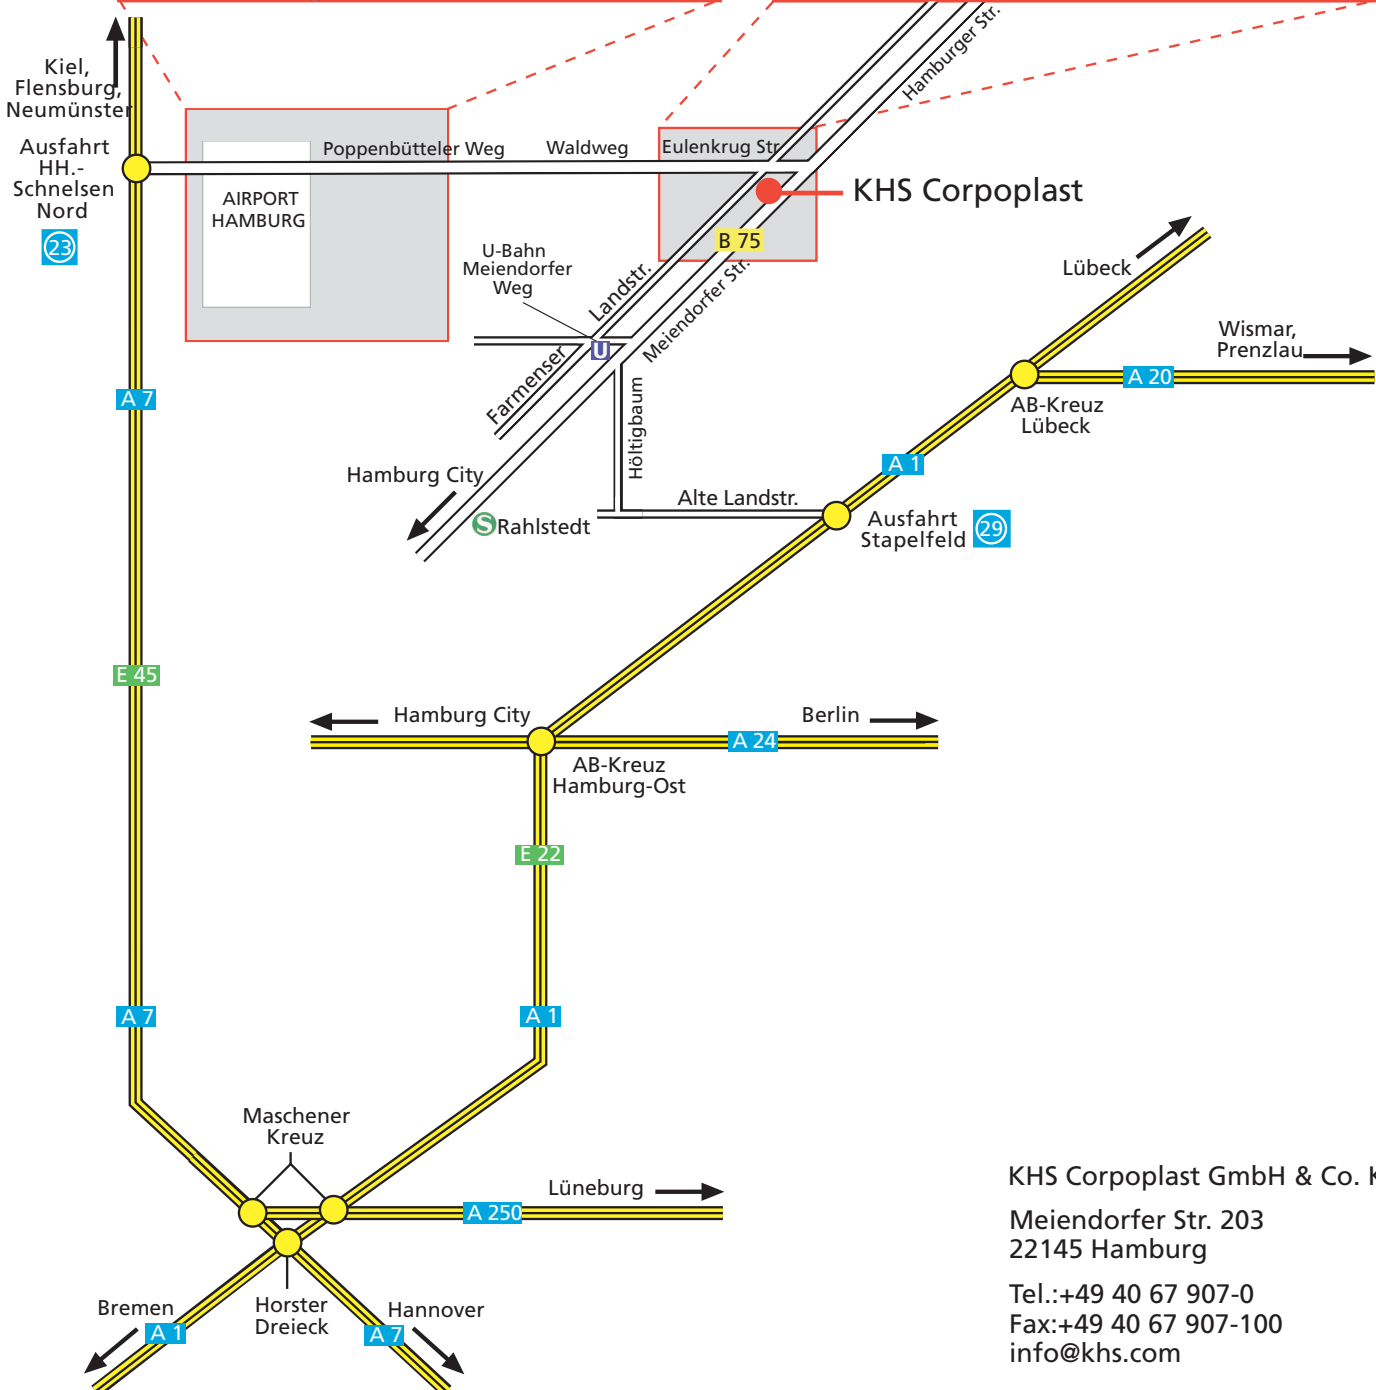 Kiel,
Flensburg,
Neumünster
Ausfahrt
HH.-
Schnelsen
Nord
23
AIRPORT
HAMBURG
Poppenbütteler Weg
Waldweg
Eulenkrug Str.
Hamburger Str.
KHS Corpoplast
B 75
U-Bahn
Meiendorfer
Weg
Landstr.
Meiendorfer Str.
U
Farmenser
Höltigbaum
Hamburg City
S Rahlstedt
Alte Landstr.
Lübeck
Wismar,
Prenzlau
A 20
AB-Kreuz
Lübeck
A 1
Ausfahrt
Stapelfeld
29
A 7
E 45
Hamburg City
Berlin
A 24
AB-Kreuz
Hamburg-Ost
E 22
A 7
A 1
Maschener
Kreuz
Lüneburg
A 250
Bremen
A 1
Horster
Dreieck
Hannover
A 7
KHS Corpoplast GmbH & Co. K
Meiendorfer Str. 203
22145 Hamburg
Tel.:+49 40 67 907-0
Fax:+49 40 67 907-100
info@khs.com